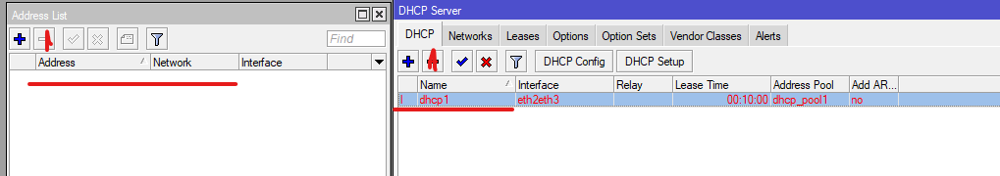 Address List
Find
Address Network Interface
DHCP Server
DHCP Networks Leases Options Option Sets Vendor Classes Alerts
DHCP Config DHCP Setup
Name Interface Relay Lease Time Address Pool Add AR...
I dhcp1 eth2eth3 00:10:00 dhcp_pool1 no